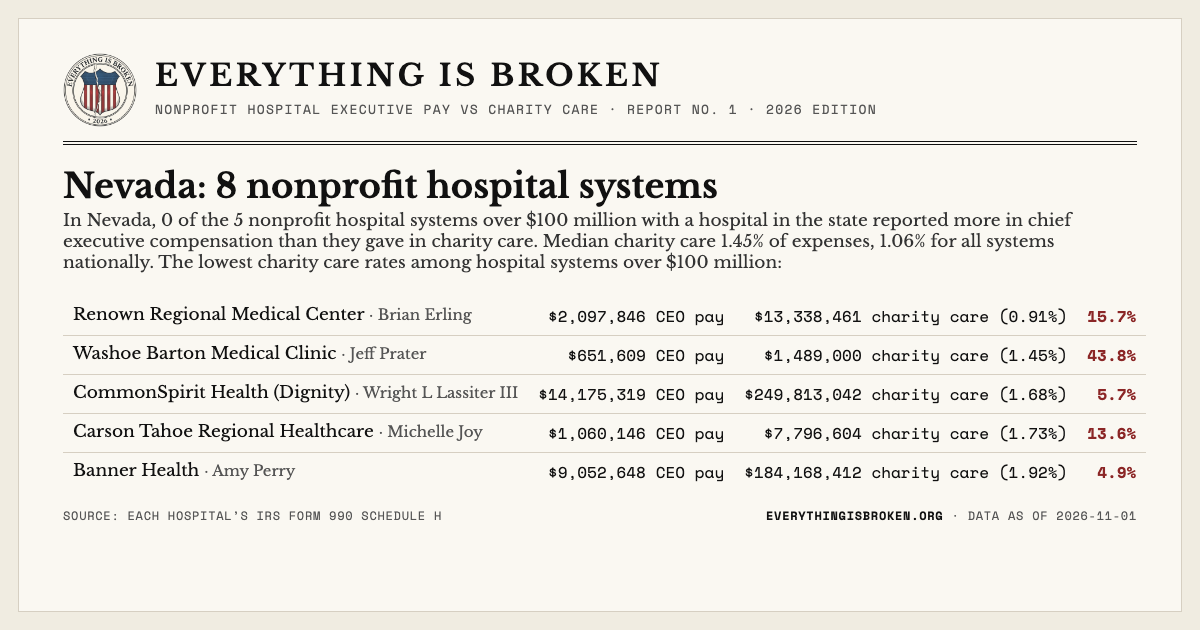 EVERYTHING IS BROKEN
· 2026 ·
EVERYTHING IS BROKEN
NONPROFIT HOSPITAL EXECUTIVE PAY VS CHARITY CARE · REPORT NO. 1 · 2026 EDITION
Nevada: 8 nonprofit hospital systems
In Nevada, 0 of the 5 nonprofit hospital systems over $100 million with a hospital in the state reported more in chief
executive compensation than they gave in charity care. Median charity care 1.45% of expenses, 1.06% for all systems
nationally. The lowest charity care rates among hospital systems over $100 million:
Renown Regional Medical Center · Brian Erling $2,097,846 CEO pay $13,338,461 charity care (0.91%) 15.7%
Washoe Barton Medical Clinic · Jeff Prater $651,609 CEO pay $1,489,000 charity care (1.45%) 43.8%
CommonSpirit Health (Dignity) · Wright L Lassiter III $14,175,319 CEO pay $249,813,042 charity care (1.68%) 5.7%
Carson Tahoe Regional Healthcare · Michelle Joy $1,060,146 CEO pay $7,796,604 charity care (1.73%) 13.6%
Banner Health · Amy Perry $9,052,648 CEO pay $184,168,412 charity care (1.92%) 4.9%
SOURCE: EACH HOSPITAL'S IRS FORM 990 SCHEDULE H EVERYTHINGISBROKEN.ORG · DATA AS OF 2026-11-01